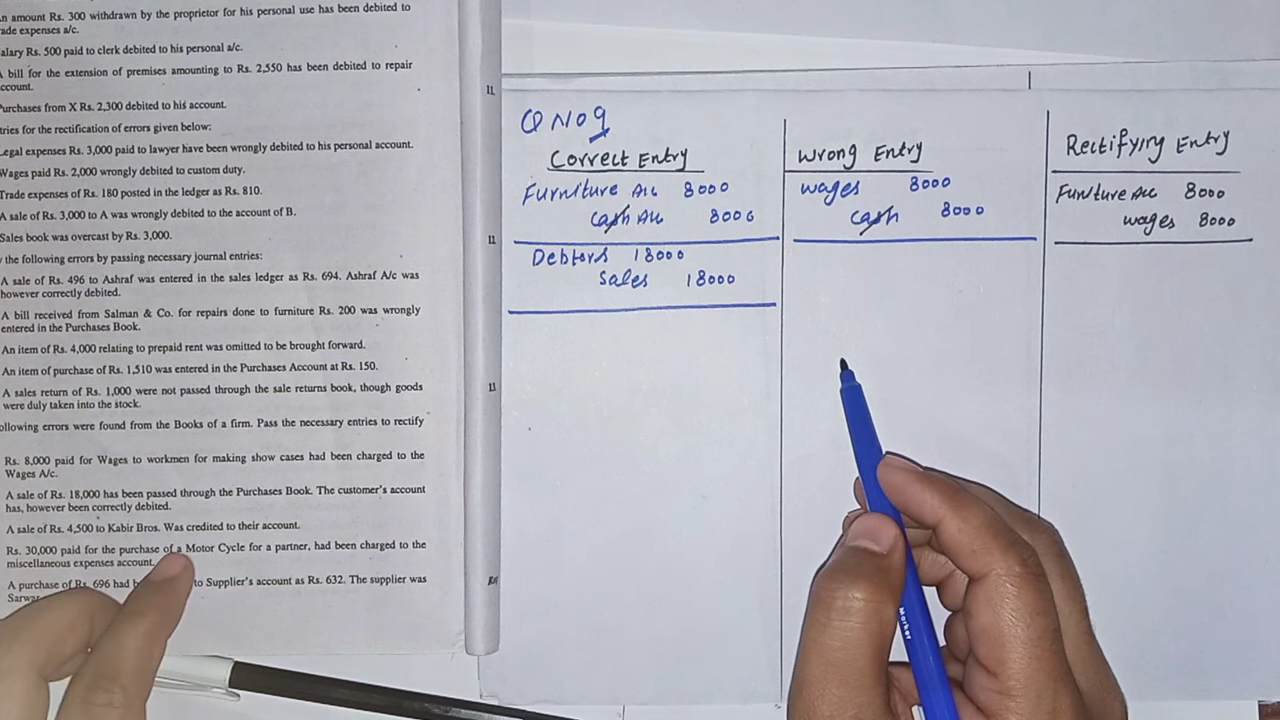 An amount Rs. 300 withdrawn by the proprietor for his personal use has been debited to
ade expenses a/c.
alary Rs. 500 paid to clerk debited to his personal a/c.
A bill for the extension of premises amounting to Rs. 2,550 has been debited to repair
ccount.
Purchases from X Rs. 2,300 debited to his account.
tries for the rectification of errors given below:
Legal expenses Rs. 3,000 paid to lawyer have been wrongly debited to his personal account.
Wages paid Rs. 2,000 wrongly debited to custom duty.
Trade expenses of Rs. 180 posted in the ledger as Rs. 810.
A sale of Rs. 3,000 to A was wrongly debited to the account of B.
Sales book was overcast by Rs. 3,000.
the following errors by passing necessary journal entries:
A sale of Rs. 496 to Ashraf was entered in the sales ledger as Rs. 694. Ashraf A/c was
however correctly debited.
A bill received from Salman & Co. for repairs done to furniture Rs. 200 was wrongly
entered in the Purchases Book.
An item of Rs. 4,000 relating to prepaid rent was omitted to be brought forward.
An item of purchase of Rs. 1,510 was entered in the Purchases Account at Rs. 150.
A sales return of Rs. 1,000 were not passed through the sale returns book, though goods
were duly taken into the stock.
ollowing errors were found from the Books of a firm. Pass the necessary entries to rectify
Rs. 8,000 paid for Wages to workmen for making show cases had been charged to the
Wages A/c.
A sale of Rs. 18,000 has been passed through the Purchases Book. The customer's account
has, however been correctly debited.
A sale of Rs. 4,500 to Kabir Bros. Was credited to their account.
Rs. 30,000 paid for the purchase of a Motor Cycle for a partner, had been charged to the
miscellaneous expenses account.
A purchase of Rs. 696 had to Supplier's account as Rs. 632. The supplier was
Sarwar
11
11
13
Q NO 9
Correct Entry
Furniture A/c 8000
cash A/c 8000
Debtors 18000
Sales 18000
Wrong Entry
wages 8000
cash 8000
Rectifying Entry
Furniture A/c 8000
wages 8000
Marker